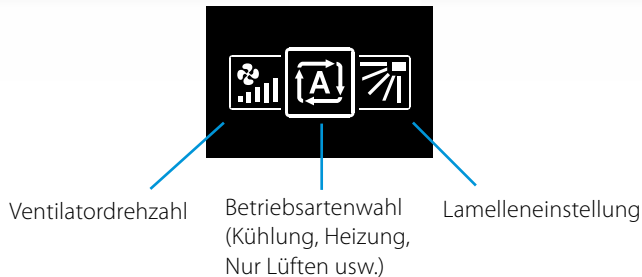 A
Ventilatordrehzahl
Betriebsartenwahl
(Kühlung, Heizung,
Nur Lüften usw.)
Lamelleneinstellung